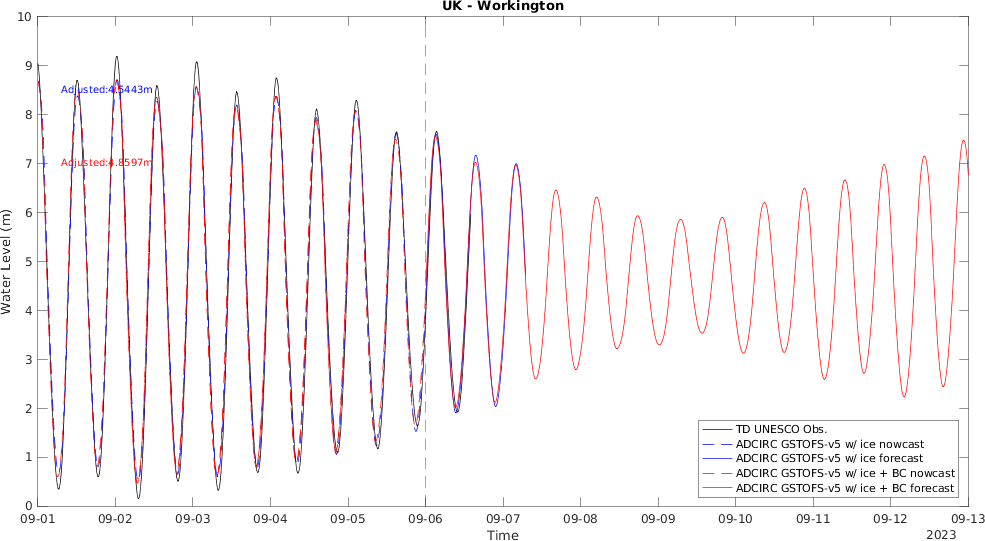 UK - Workington
10
9
8
7
6
5
4
3
2
1
0
Water Level (m)
Adjusted:4.5443m
Adjusted:4.8597m
TD UNESCO Obs.
ADCIRC GSTOFS-v5 w/ ice nowcast
ADCIRC GSTOFS-v5 w/ ice forecast
ADCIRC GSTOFS-v5 w/ ice + BC nowcast
ADCIRC GSTOFS-v5 w/ ice + BC forecast
09-01 09-02 09-03 09-04 09-05 09-06 09-07 09-08 09-09 09-10 09-11 09-12 09-13
Time
2023